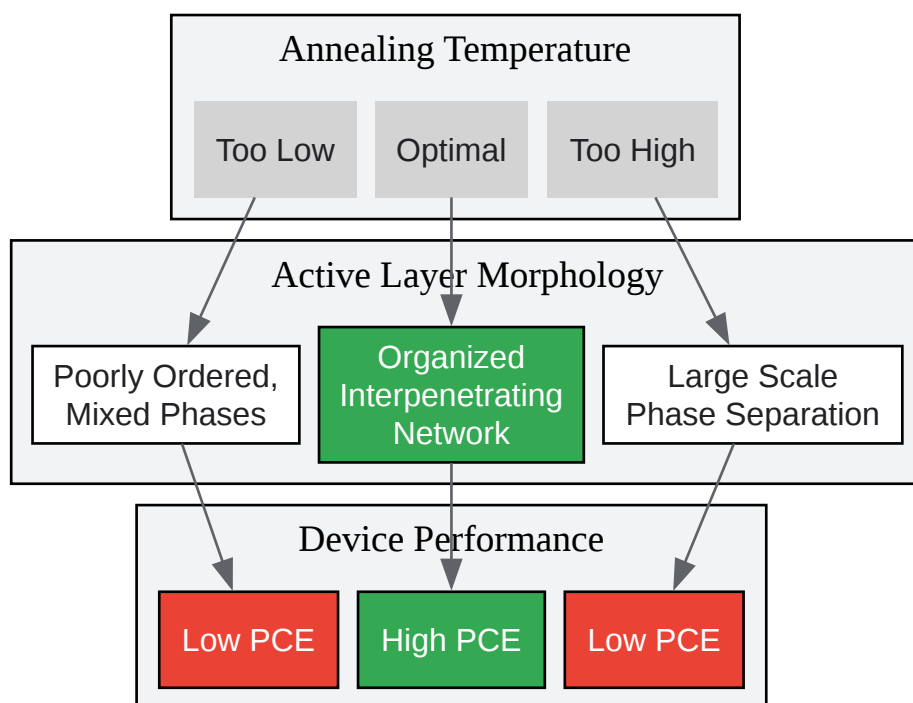 Annealing Temperature
Too Low
Optimal
Too High
Active Layer Morphology
Poorly Ordered,
Mixed Phases
Organized
Interpenetrating
Network
Large Scale
Phase Separation
Device Performance
Low PCE
High PCE
Low PCE